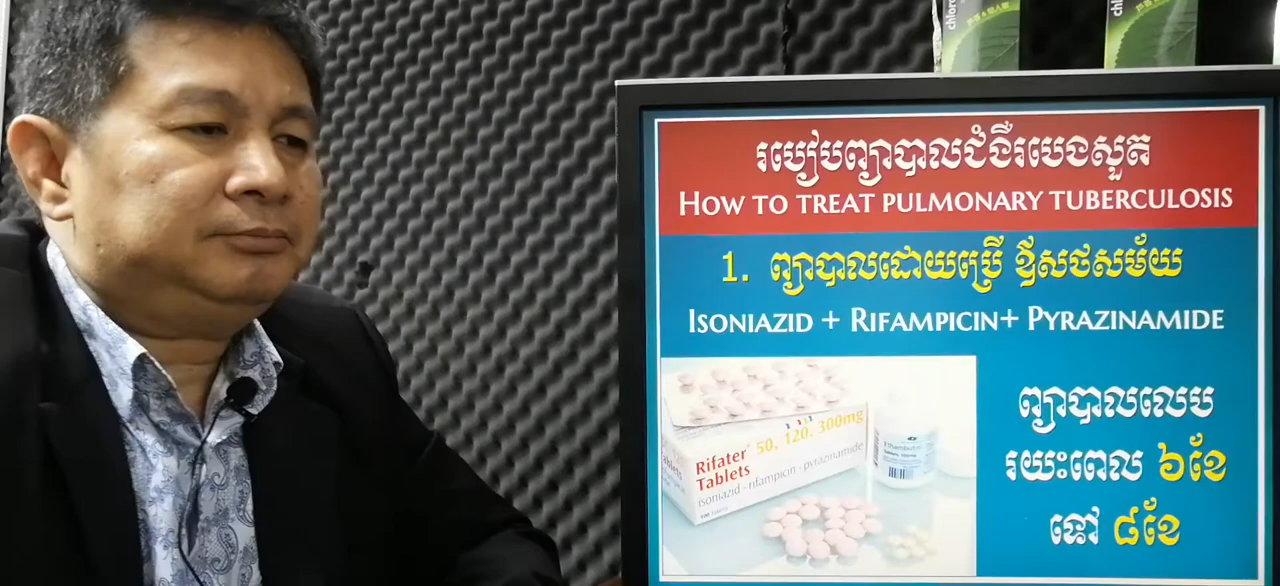 chlor
chlor
របៀបព្យាបាលជំងឺរបេងសួត
HOW TO TREAT PULMONARY TUBERCULOSIS
1. ព្យាបាលដោយប្រើ ឪសថសម័យ
ISONIAZID + RIFAMPICIN+ PYRAZINAMIDE
Rifater 50, 120, 300mg
Tablets
isoniazid - rifampicin - pyrazinamide
ព្យាបាលលេប
រយះពេល ៦ខែ
ទៅ ៨ខែ